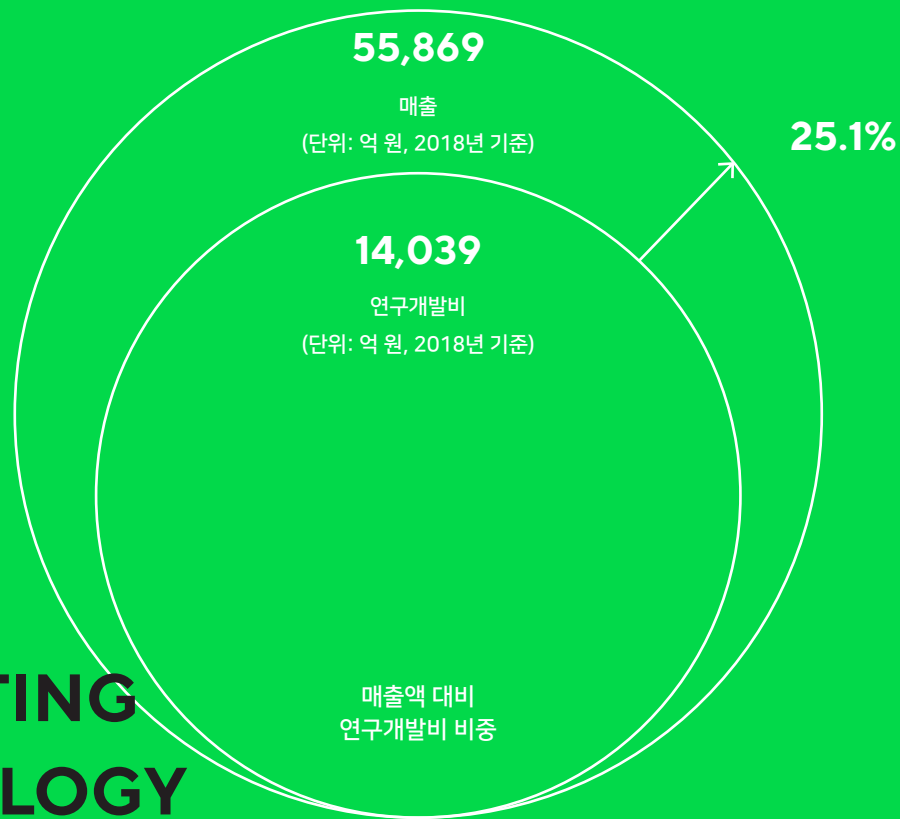 55,869
매출
(단위: 억 원, 2018년 기준)
25.1%
14,039
연구개발비
(단위: 억 원, 2018년 기준)
매출액 대비
연구개발비 비중
TING
LOGY